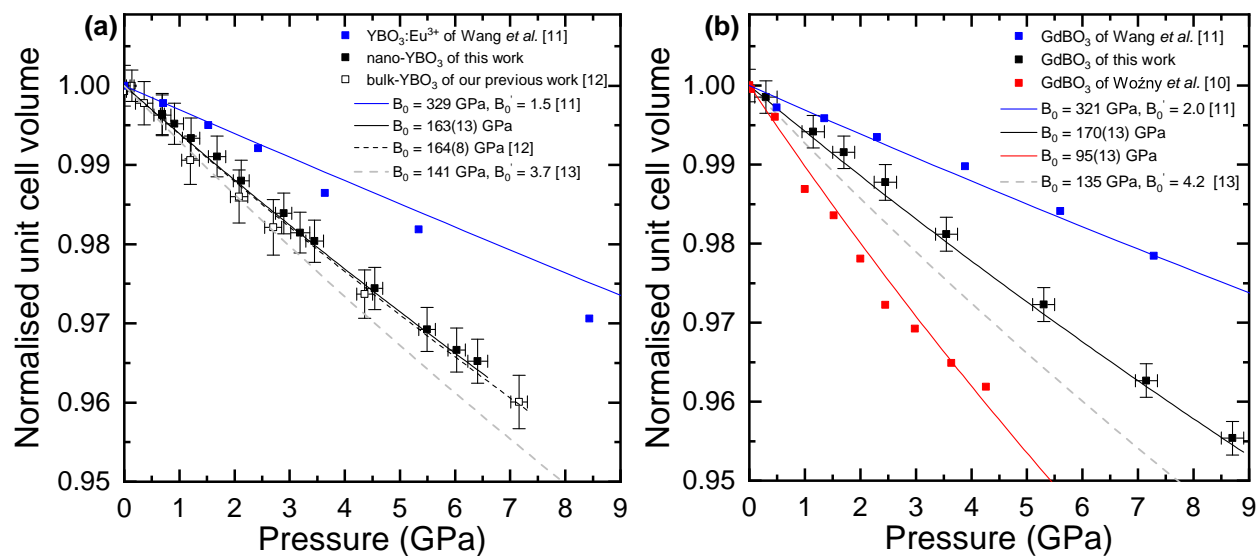 (a)
YBO₃:Eu³⁺ of Wang et al. [11]
nano-YBO₃ of this work
bulk-YBO₃ of our previous work [12]
B₀ = 329 GPa, B₀' = 1.5 [11]
B₀ = 163(13) GPa
B₀ = 164(8) GPa [12]
B₀ = 141 GPa, B₀' = 3.7 [13]
Normalised unit cell volume
1.00
0.99
0.98
0.97
0.96
0.95
0 1 2 3 4 5 6 7 8 9
Pressure (GPa)
(b)
GdBO₃ of Wang et al. [11]
GdBO₃ of this work
GdBO₃ of Woźny et al. [10]
B₀ = 321 GPa, B₀' = 2.0 [11]
B₀ = 170(13) GPa
B₀ = 95(13) GPa
B₀ = 135 GPa, B₀' = 4.2 [13]
Normalised unit cell volume
1.00
0.99
0.98
0.97
0.96
0.95
0 1 2 3 4 5 6 7 8 9
Pressure (GPa)